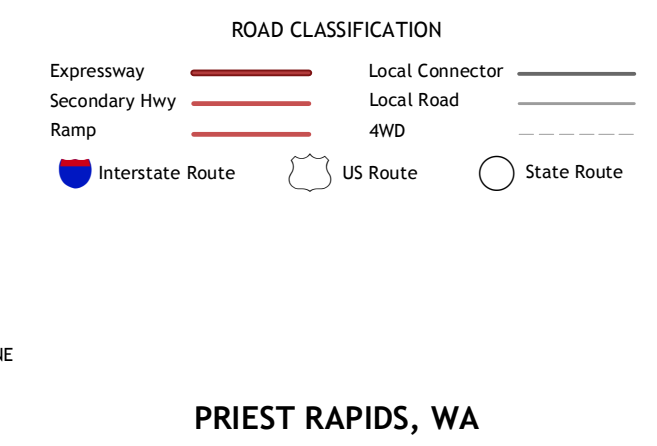 ROAD CLASSIFICATION
Expressway Local Connector
Secondary Hwy Local Road
Ramp 4WD
Interstate Route US Route State Route
NE
PRIEST RAPIDS, WA